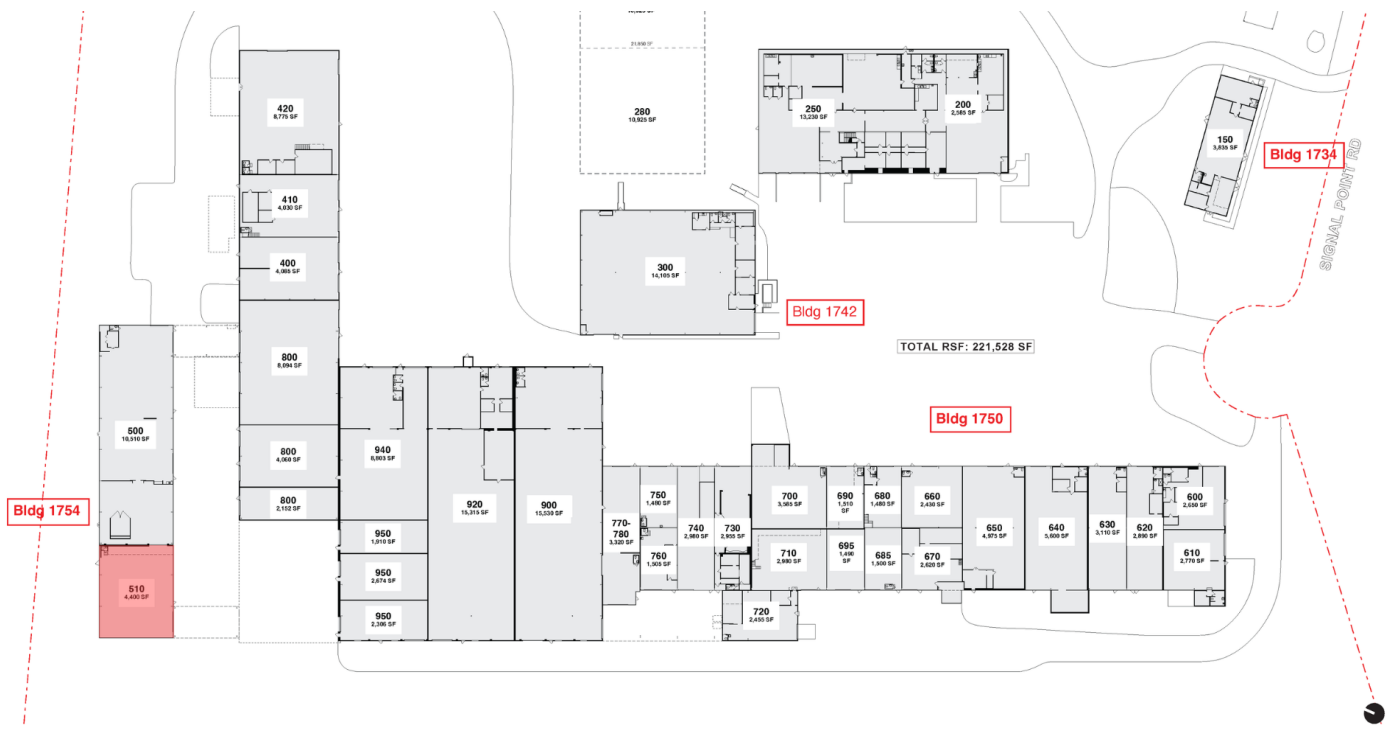 21,850 SF
280
10,925 SF
420
8,775 SF
250
13,230 SF
200
2,585 SF
150
3,835 SF
Bldg 1734
SIGNAL POINT RD
410
4,030 SF
400
4,085 SF
300
14,105 SF
Bldg 1742
TOTAL RSF: 221,528 SF
800
8,094 SF
Bldg 1750
500
10,510 SF
800
4,060 SF
800
2,152 SF
940
8,803 SF
920
15,315 SF
900
15,530 SF
Bldg 1754
950
1,910 SF
950
2,674 SF
950
2,306 SF
770-
780
3,320 SF
750
1,490 SF
760
1,505 SF
740
2,980 SF
730
2,955 SF
700
3,585 SF
710
2,980 SF
720
2,455 SF
690
1,510
SF
695
1,490
SF
680
1,480 SF
685
1,500 SF
660
2,430 SF
670
2,620 SF
650
4,975 SF
640
5,600 SF
630
3,110 SF
620
2,890 SF
600
2,650 SF
610
2,770 SF
510
4,400 SF